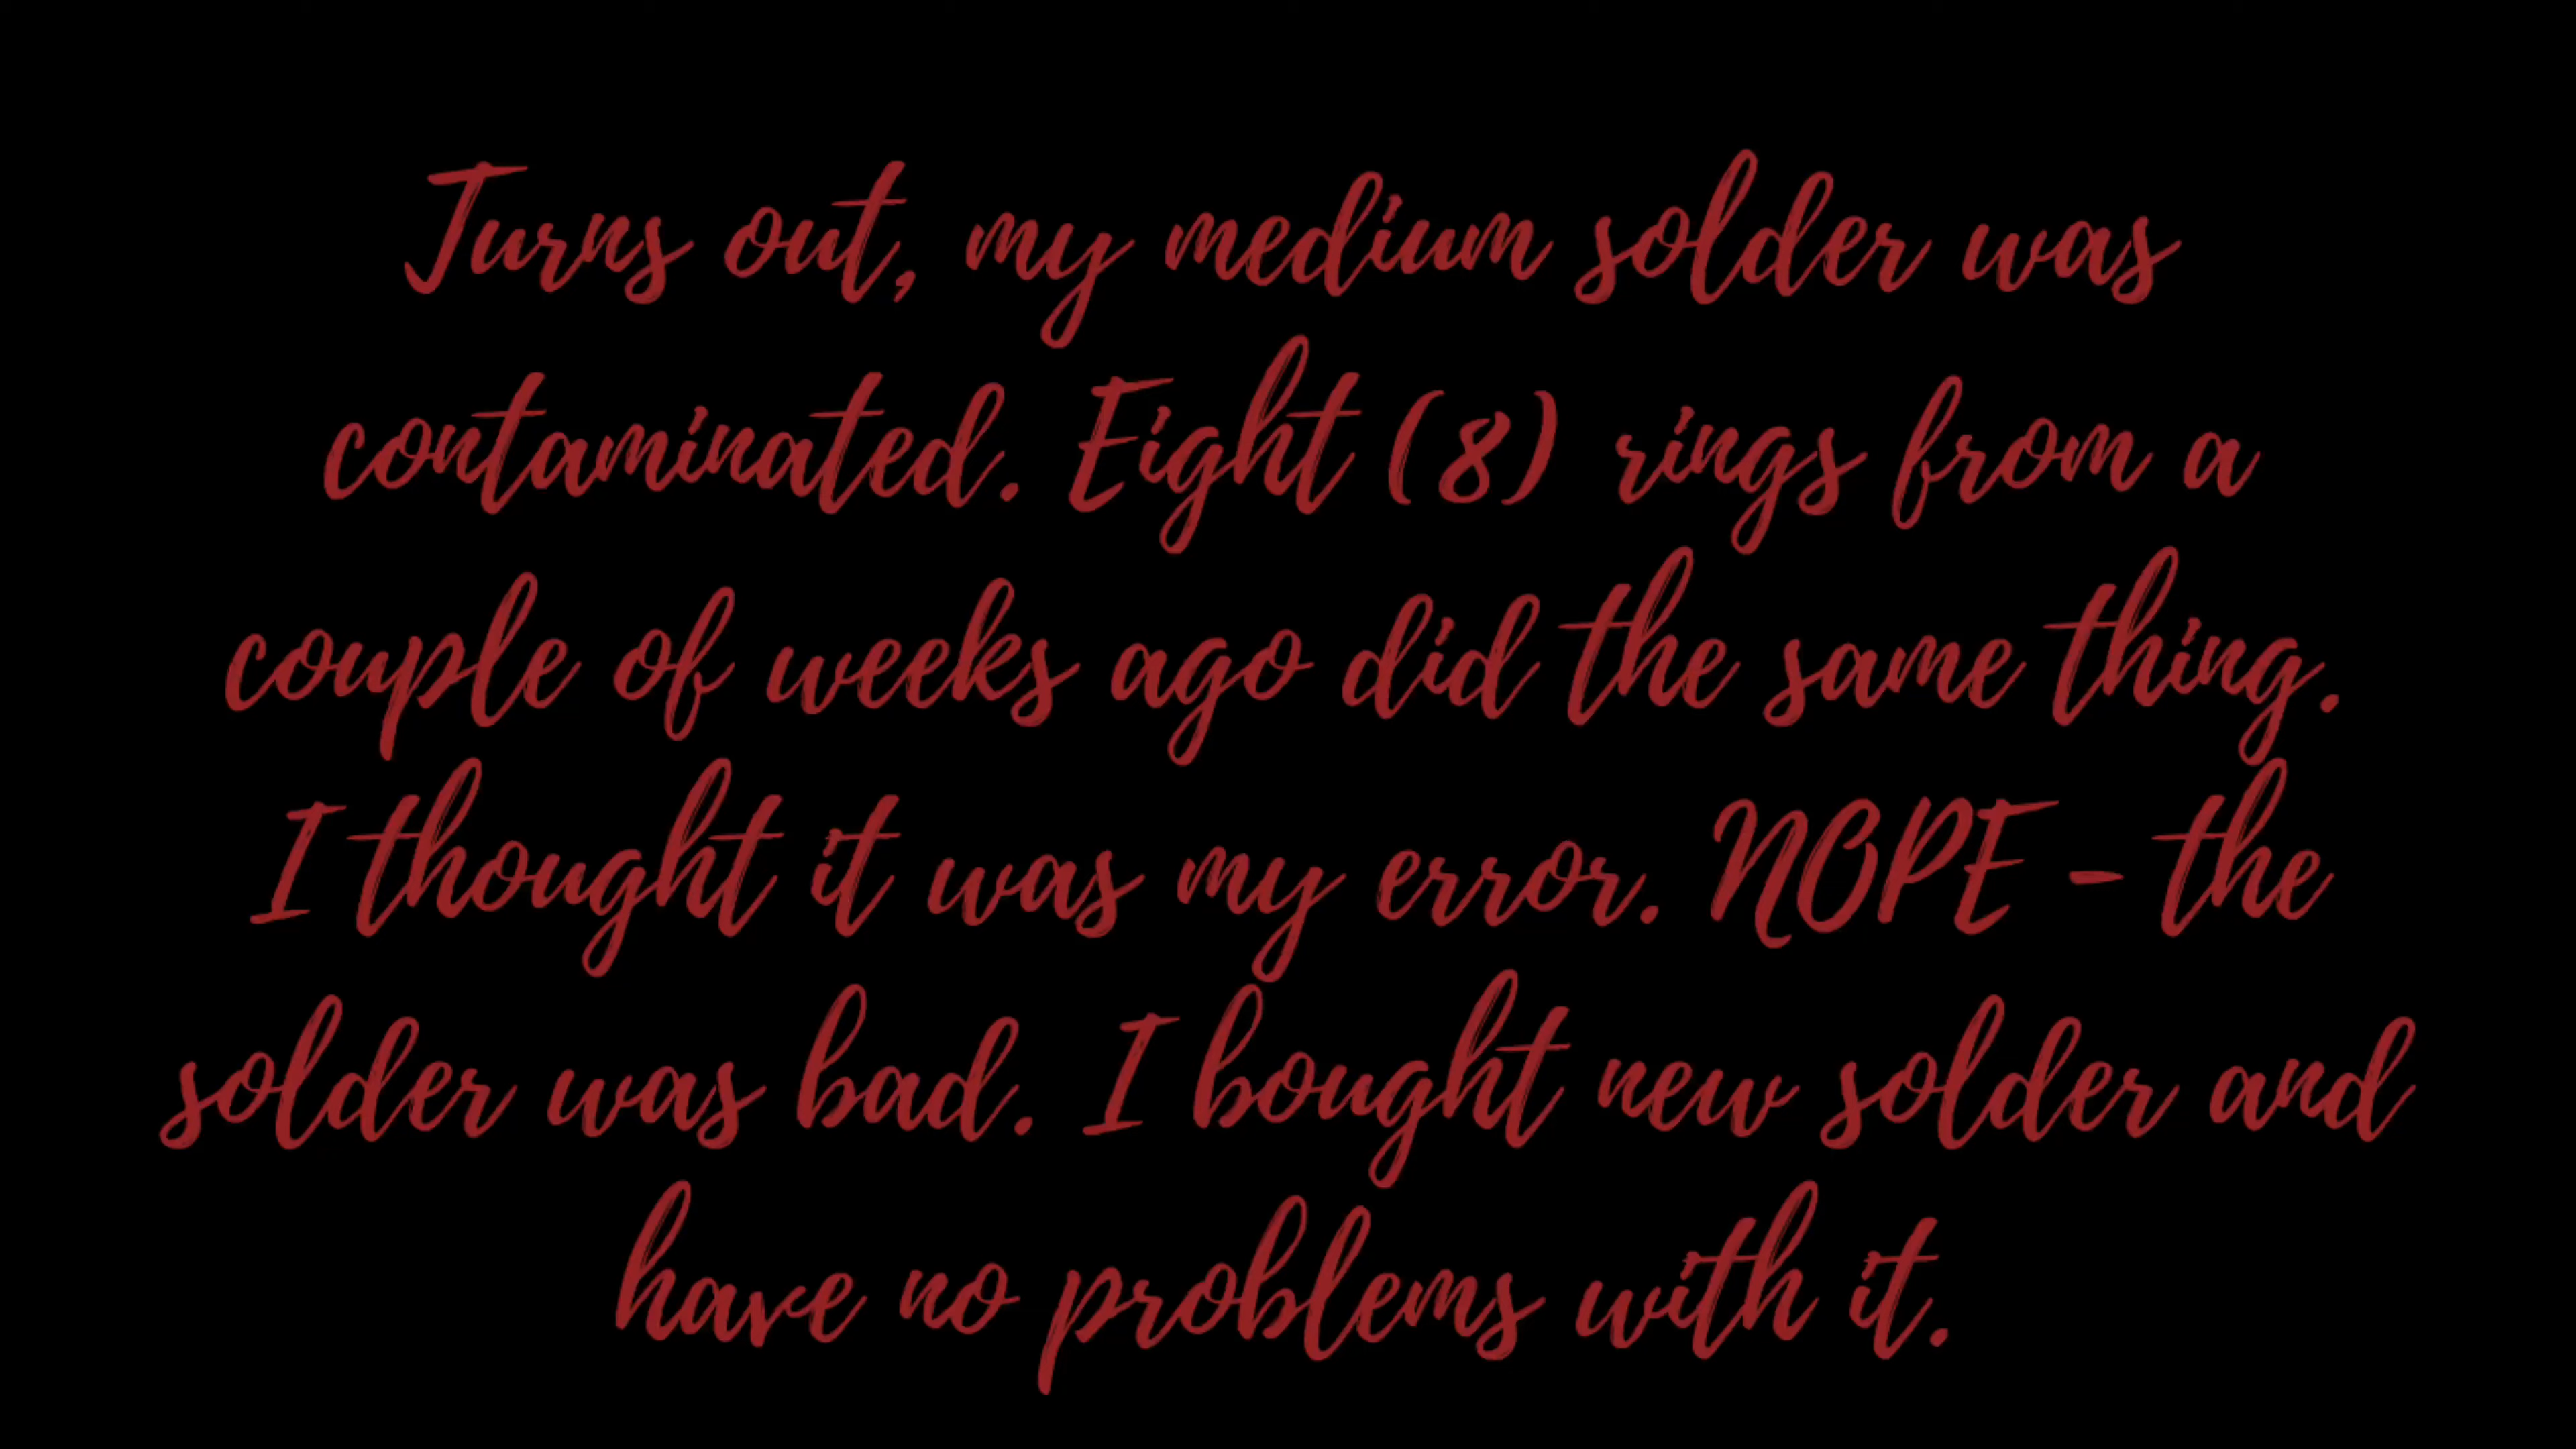 Turns out, my medium solder was
contaminated. Eight (8) rings from a
couple of weeks ago did the same thing.
I thought it was my error. NOPE - the
solder was bad. I bought new solder and
have no problems with it.